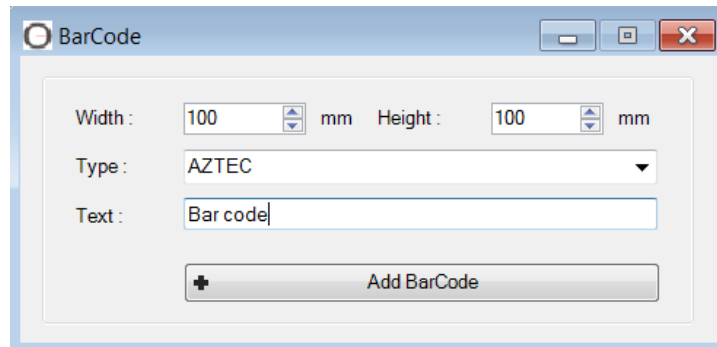 BarCode
Width : 100 mm Height : 100 mm
Type : AZTEC
Text : Bar code
Add BarCode